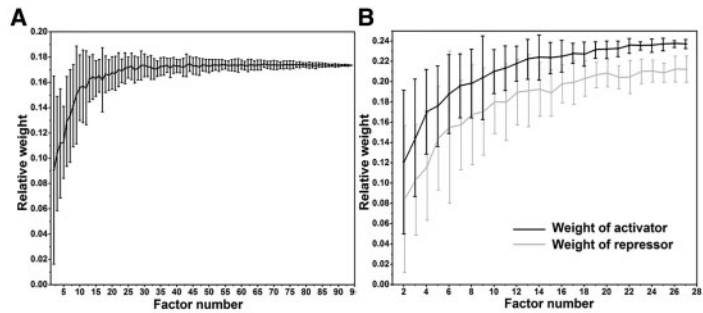 A
B
0.20
0.18
0.16
0.14
0.12
0.10
0.08
0.06
0.04
0.02
0.00
Relative weight
5 10 15 20 25 30 35 40 45 50 55 60 65 70 75 80 85 90 9
Factor number
0.24
0.22
0.20
0.18
0.16
0.14
0.12
0.10
0.08
0.06
0.04
0.02
0.00
Relative weight
Weight of activator
Weight of repressor
2 4 6 8 10 12 14 16 18 20 22 24 26 28
Factor number